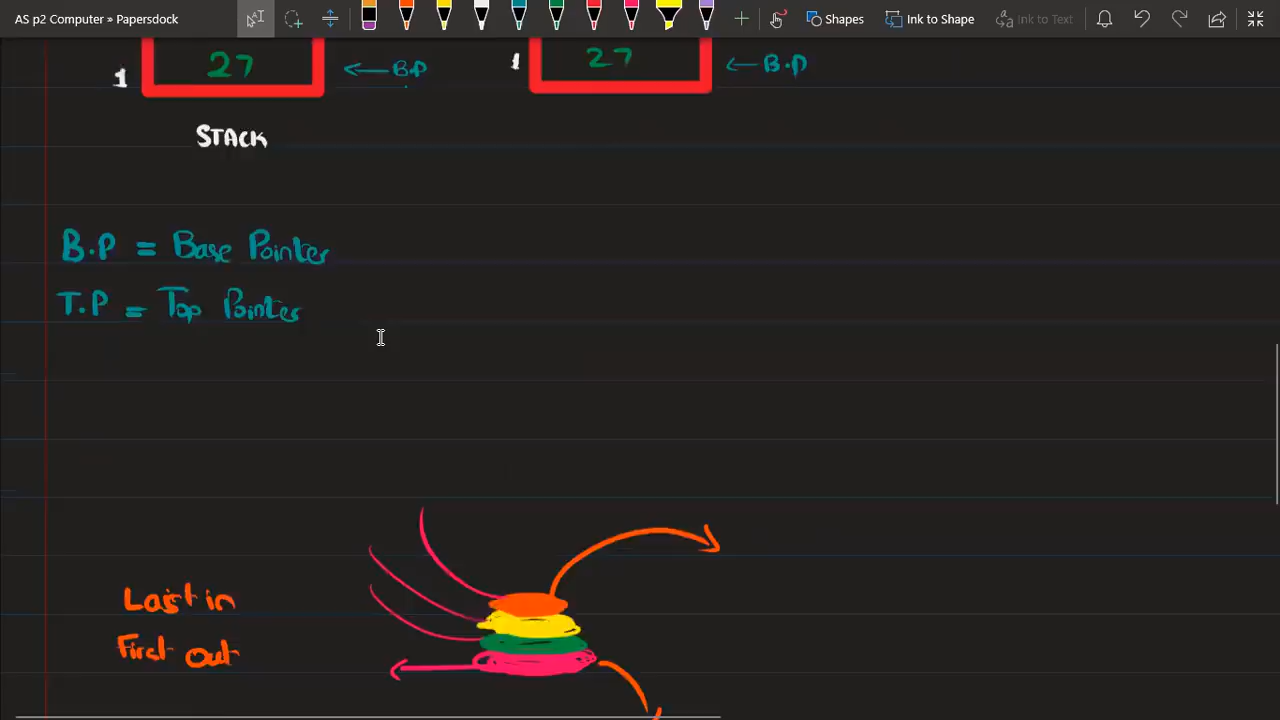 AS p2 Computer » Papersdock
Shapes
Ink to Shape
Ink to Text
27
1
← B.P
27
1
← B.P
STACK
B.P = Base Pointer
T.P = Top Pointer
Last in
First out